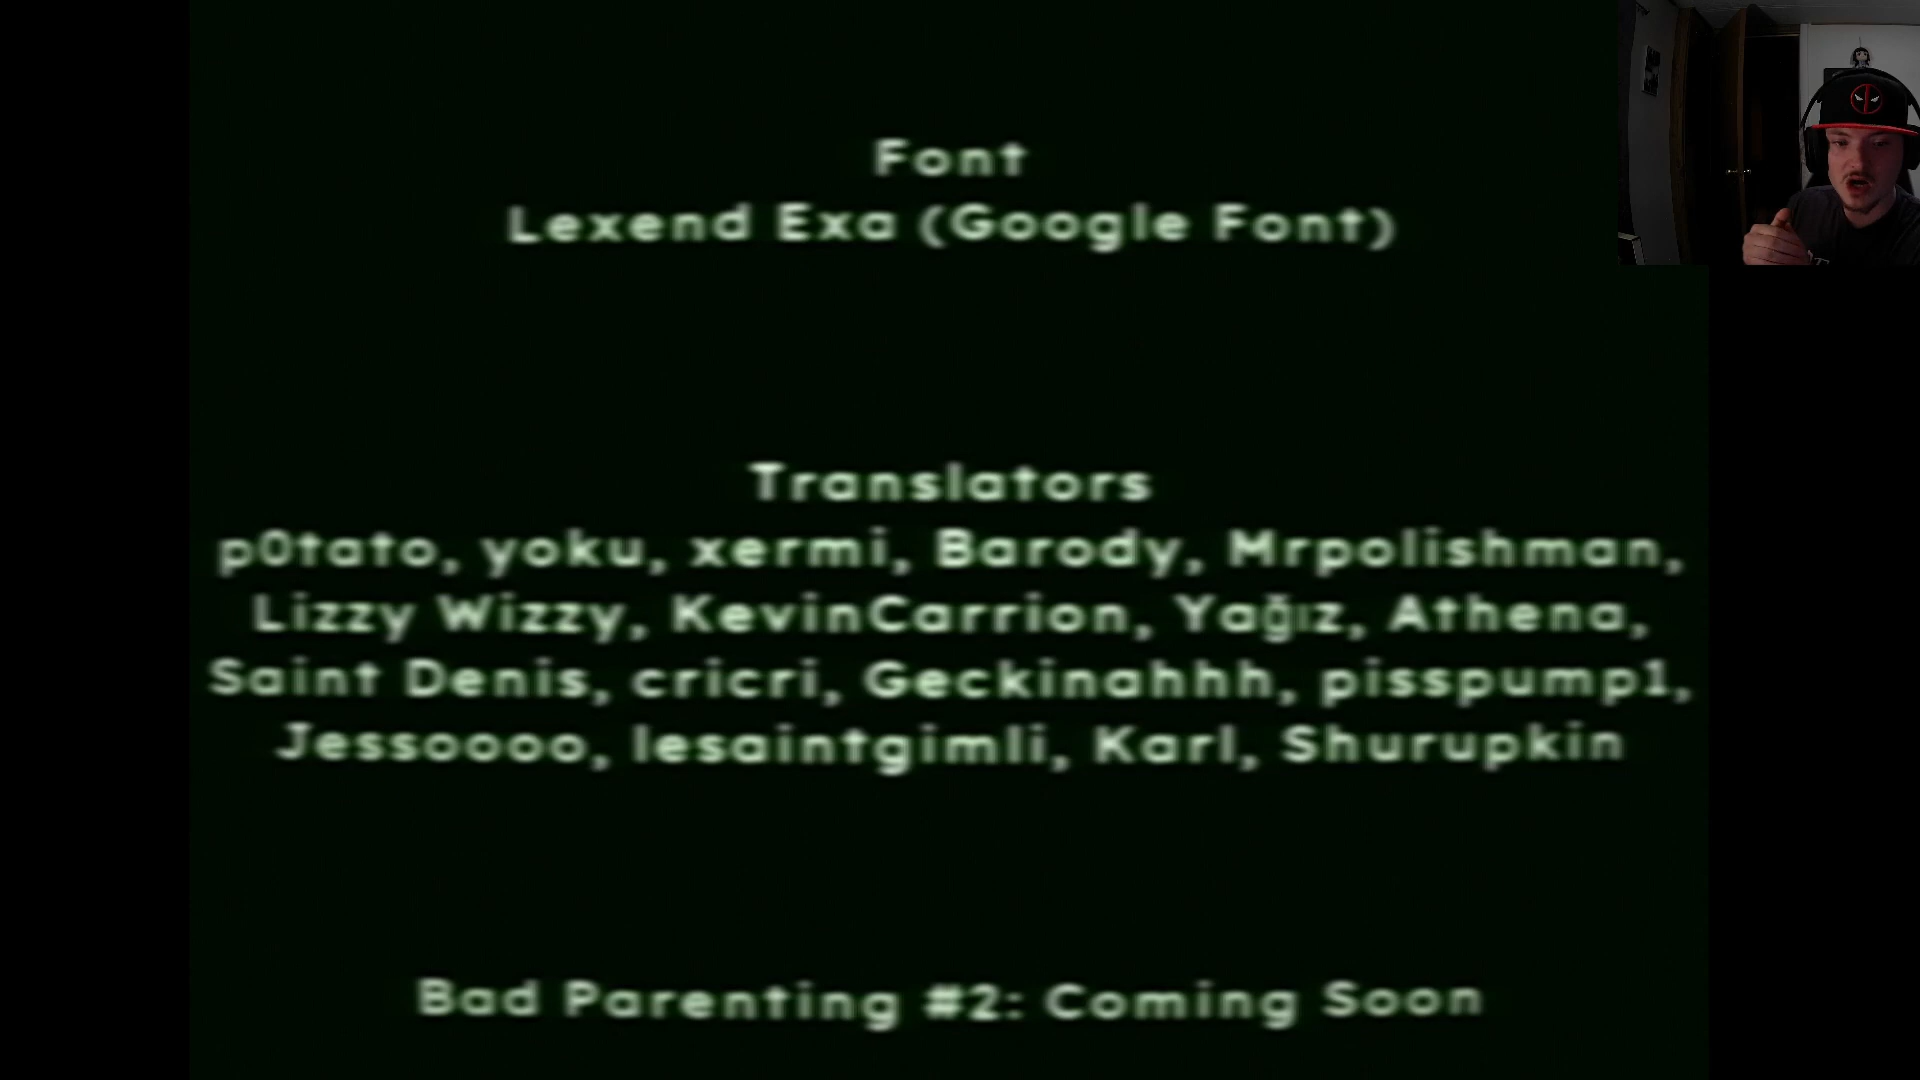 Font
Lexend Exa (Google Font)
Translators
p0tato, yoku, xermi, Barody, Mrpolishman,
Lizzy Wizzy, KevinCarrion, Yağız, Athena,
Saint Denis, cricri, Geckinahhh, pisspump1,
Jessoooo, lesaintgimli, Karl, Shurupkin
Bad Parenting #2: Coming Soon